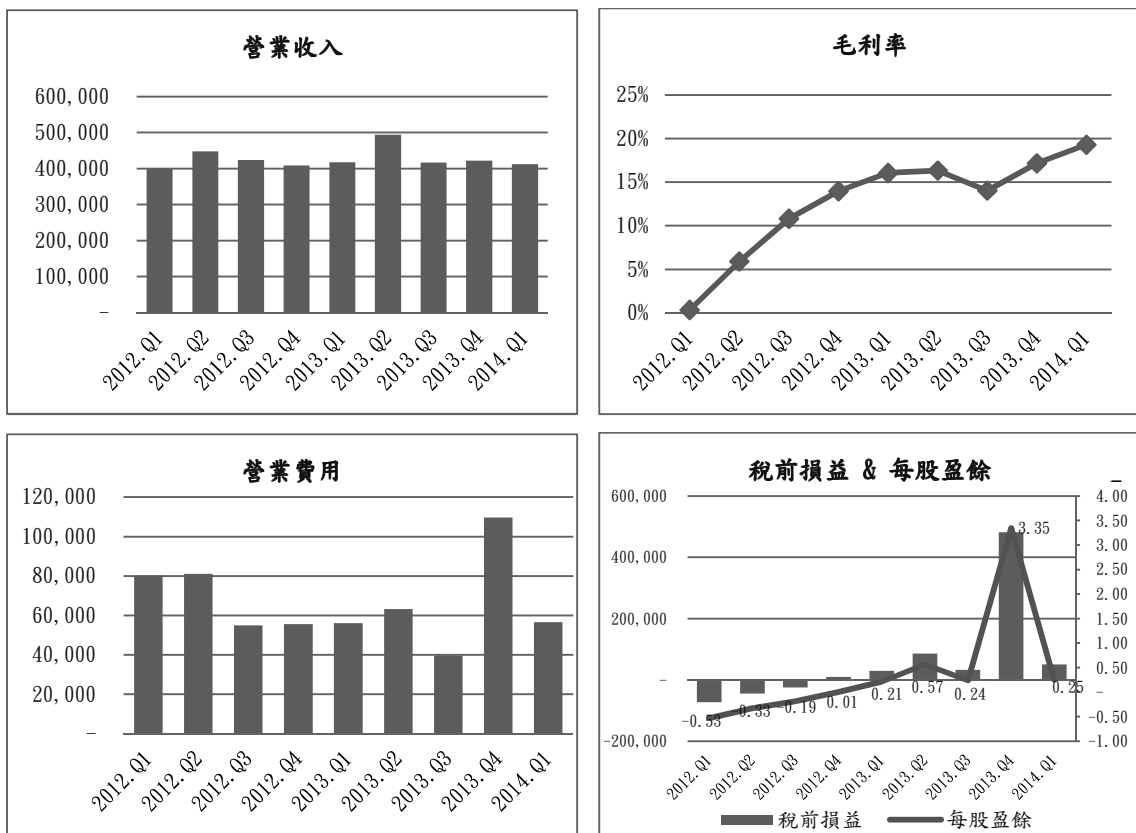 營業收入
600,000
500,000
400,000
300,000
200,000
100,000
-
2012.Q1
2012.Q2
2012.Q3
2012.Q4
2013.Q1
2013.Q2
2013.Q3
2013.Q4
2014.Q1
毛利率
25%
20%
15%
10%
5%
0%
2012.Q1
2012.Q2
2012.Q3
2012.Q4
2013.Q1
2013.Q2
2013.Q3
2013.Q4
2014.Q1
營業費用
120,000
100,000
80,000
60,000
40,000
20,000
-
2012.Q1
2012.Q2
2012.Q3
2012.Q4
2013.Q1
2013.Q2
2013.Q3
2013.Q4
2014.Q1
稅前損益 & 每股盈餘
600,000
400,000
200,000
-
-200,000
4.00
3.50
3.00
2.50
2.00
1.50
1.00
0.50
-
-0.50
-1.00
-0.53
-0.33
-0.19
0.01
0.21
0.57
0.24
3.35
0.25
2012.Q1
2012.Q2
2012.Q3
2012.Q4
2013.Q1
2013.Q2
2013.Q3
2013.Q4
2014.Q1
稅前損益
每股盈餘